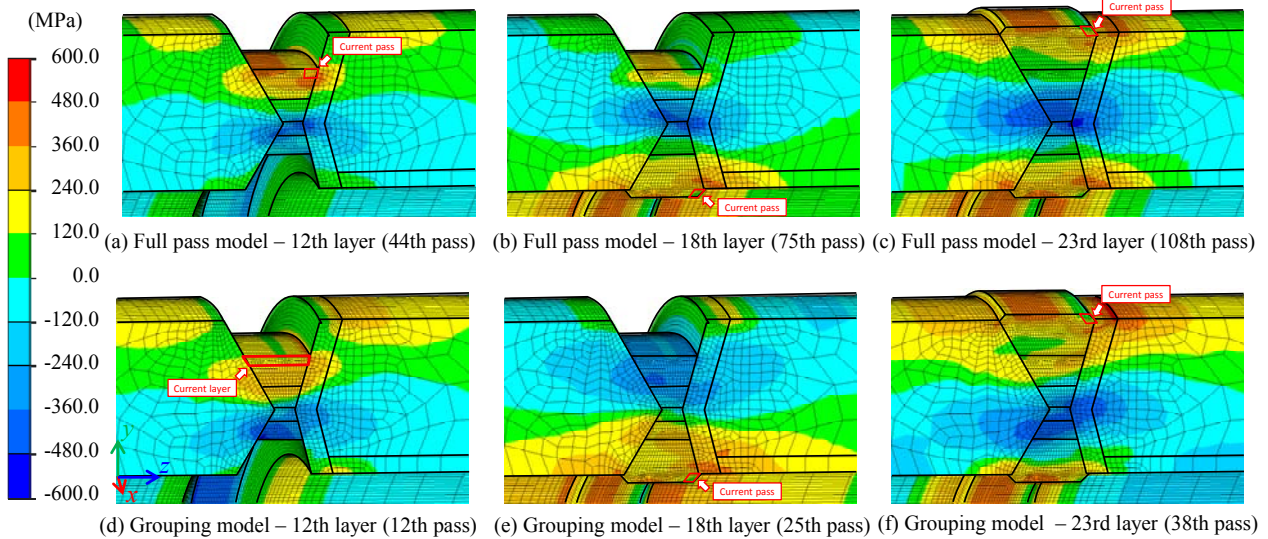 (MPa)
600.0
480.0
360.0
240.0
120.0
0.0
-120.0
-240.0
-360.0
-480.0
-600.0
Current pass
Current pass
Current pass
(a) Full pass model – 12th layer (44th pass)
(b) Full pass model – 18th layer (75th pass)
(c) Full pass model – 23rd layer (108th pass)
Current layer
Current pass
Current pass
y
z
x
(d) Grouping model – 12th layer (12th pass)
(e) Grouping model – 18th layer (25th pass)
(f) Grouping model – 23rd layer (38th pass)